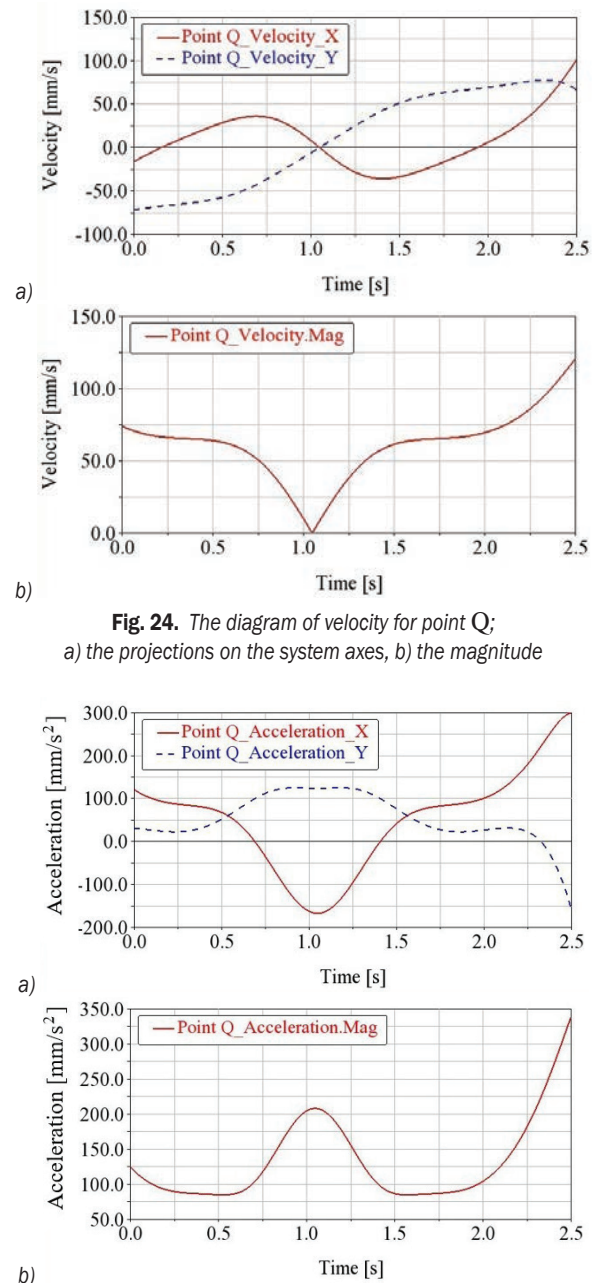 150.0
Point Q_Velocity_X
Point Q_Velocity_Y
100.0
50.0
0.0
-50.0
-100.0
Velocity [mm/s]
0.0 0.5 1.0 1.5 2.0 2.5
Time [s]
a)
150.0
Point Q_Velocity.Mag
100.0
50.0
0.0
Velocity [mm/s]
0.0 0.5 1.0 1.5 2.0 2.5
Time [s]
b)
Fig. 24. The diagram of velocity for point Q;
a) the projections on the system axes, b) the magnitude
300.0
Point Q_Acceleration_X
Point Q_Acceleration_Y
200.0
100.0
0.0
-100.0
-200.0
Acceleration [mm/s²]
0.0 0.5 1.0 1.5 2.0 2.5
Time [s]
a)
350.0
Point Q_Acceleration.Mag
300.0
250.0
200.0
150.0
100.0
50.0
Acceleration [mm/s²]
0.0 0.5 1.0 1.5 2.0 2.5
Time [s]
b)